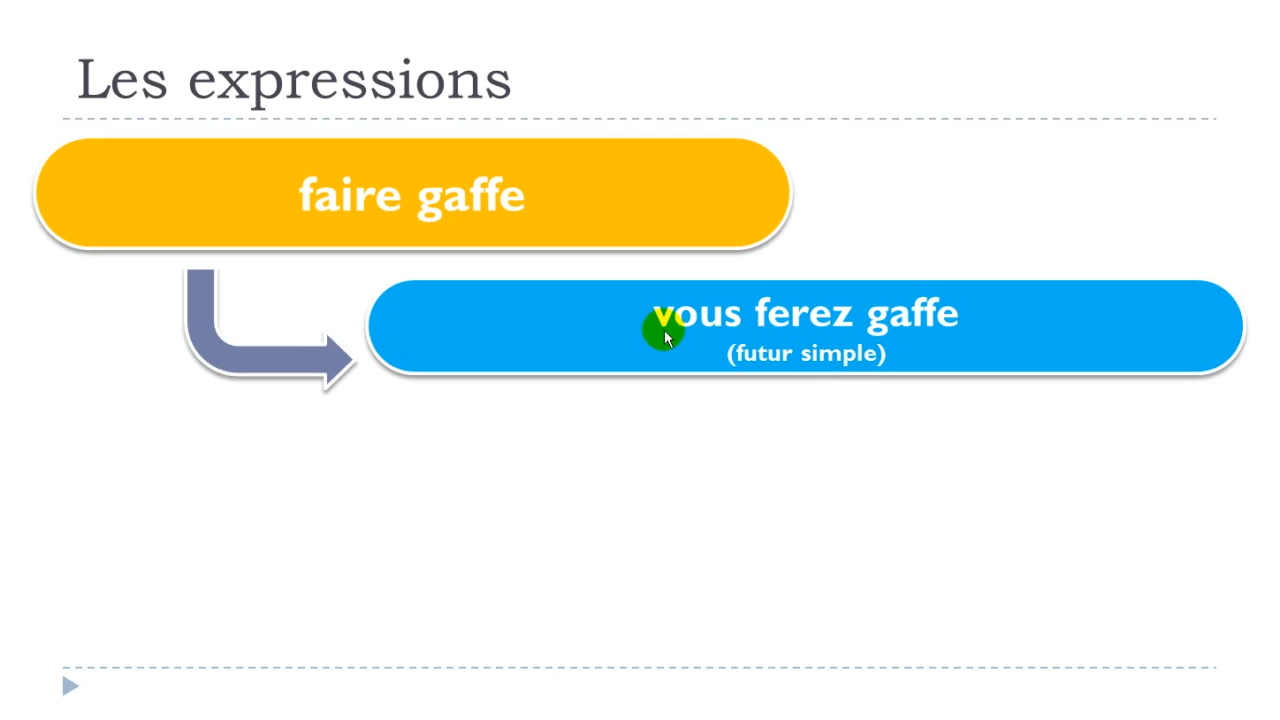 Les expressions
faire gaffe
vous ferez gaffe
(futur simple)